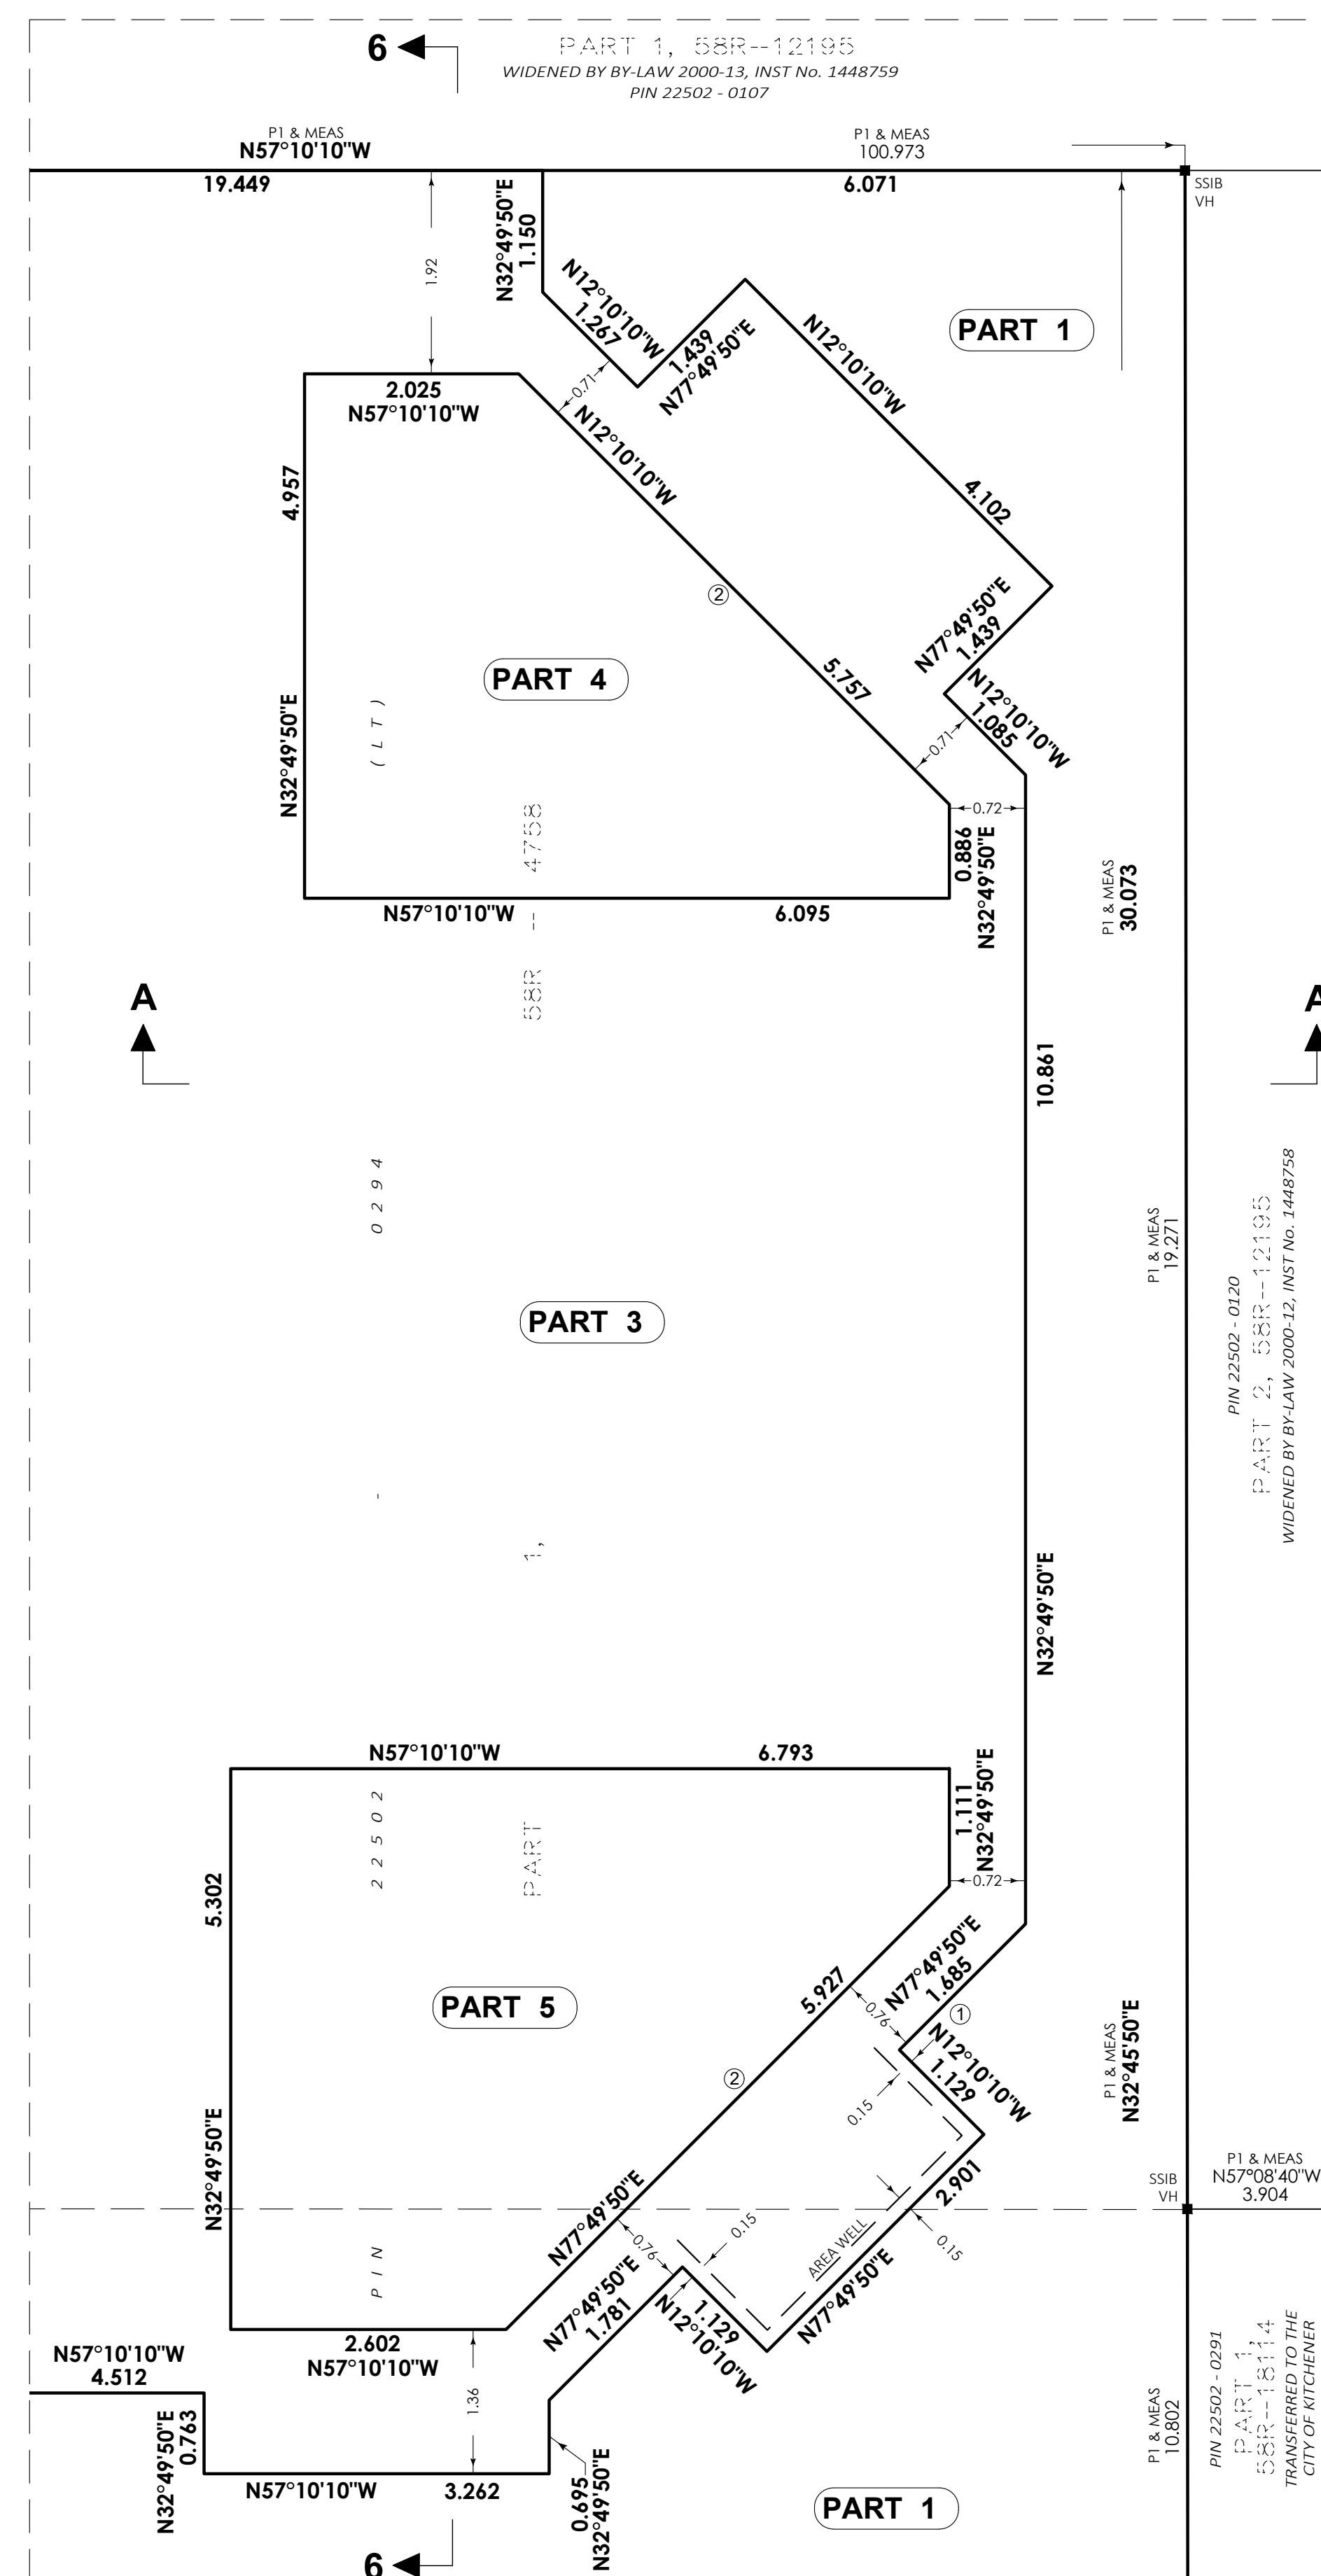 6
PART 1, 58R--12195
WIDENED BY BY-LAW 2000-13, INST No. 1448759
PIN 22502 - 0107
P1 & MEAS
N57°10'10"W
19.449
P1 & MEAS
100.973
6.071
SSIB
VH
1.92
N32°49'50"E
1.150
N12°10'10"W
1.267
1.439
N77°49'50"E
N12°10'10"W
4.102
PART 1
0.71
2.025
N57°10'10"W
N12°10'10"W
4.957
N32°49'50"E
2
5.757
PART 4
(LT)
N77°49'50"E
1.439
N12°10'10"W
1.085
0.71
0.72
0.886
N32°49'50"E
N57°10'10"W
6.095
P1 & MEAS
30.073
58R -- 4758
A
A
10.861
0294
P1 & MEAS
19.271
PIN 22502 - 0120
PART 2, 58R--12195
WIDENED BY BY-LAW 2000-12, INST No. 1448758
PART 3
-
1,
N32°49'50"E
N57°10'10"W
6.793
1.111
N32°49'50"E
22502
PART
5.302
N32°49'50"E
0.72
PART 5
5.927
N77°49'50"E
2
0.76
N77°49'50"E
1.685
1
N12°10'10"W
1.129
0.15
P1 & MEAS
N32°45'50"E
2.901
N77°49'50"E
AREA WELL
0.15
0.15
SSIB
VH
P1 & MEAS
N57°08'40"W
3.904
0.76
N77°49'50"E
1.781
1.129
N12°10'10"W
PIN
2.602
N57°10'10"W
N57°10'10"W
4.512
N32°49'50"E
0.763
1.36
N57°10'10"W
3.262
0.695
N32°49'50"E
P1 & MEAS
10.802
PIN 22502 - 0291
PART 1,
58R--18114
TRANSFERRED TO THE
CITY OF KITCHENER
PART 1
6